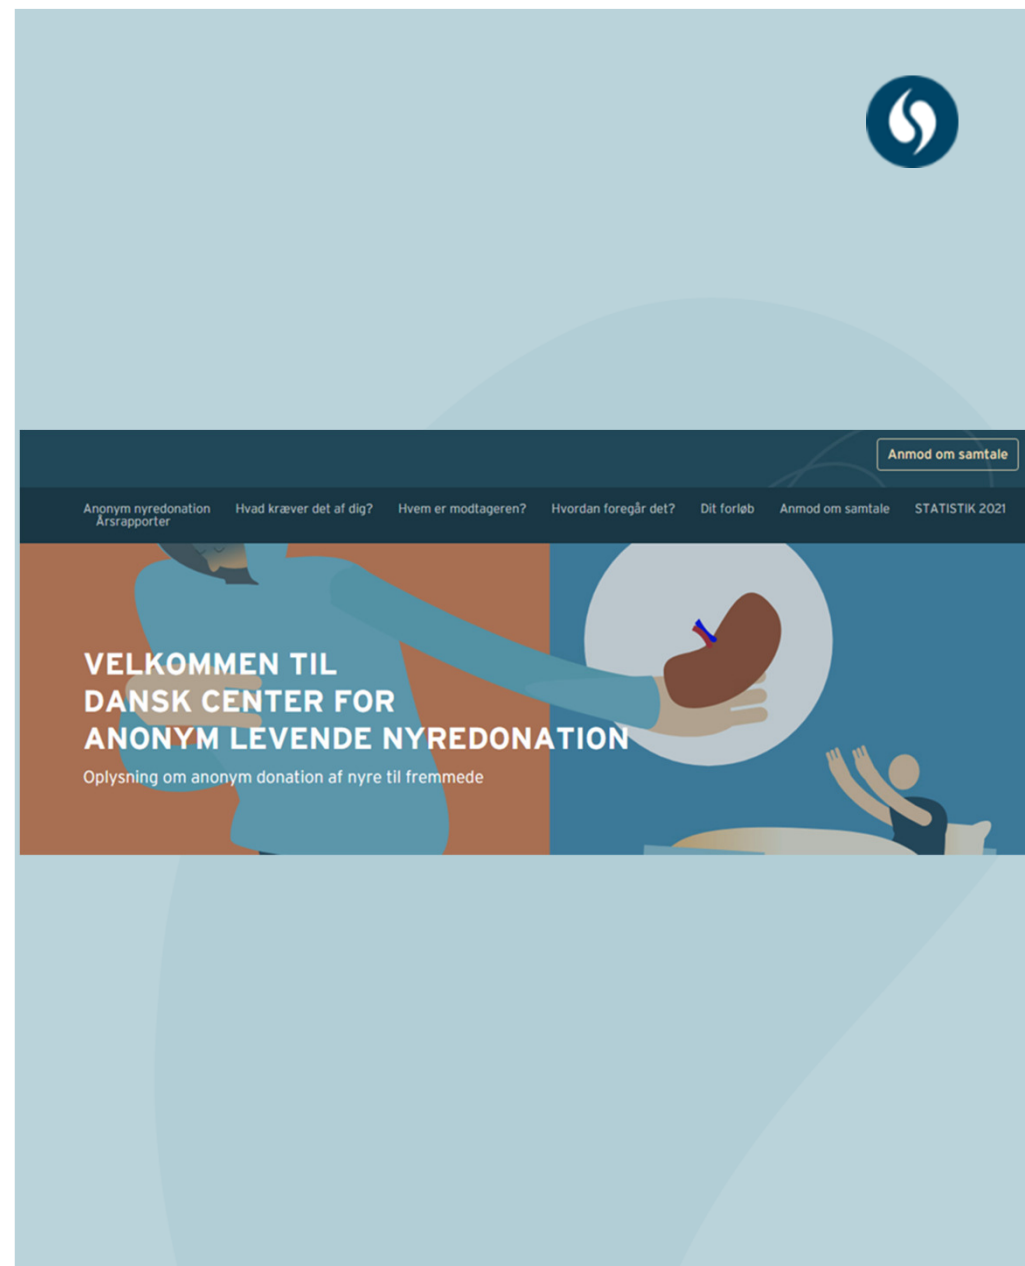 Anmod om samtale
Anonym nyredonation Hvad kræver det af dig? Hvem er modtageren? Hvordan foregår det? Dit forløb Anmod om samtale STATISTIK 2021
Årsrapporter
VELKOMMEN TIL
DANSK CENTER FOR
ANONYM LEVENDE NYREDONATION
Oplysning om anonym donation af nyre til fremmede